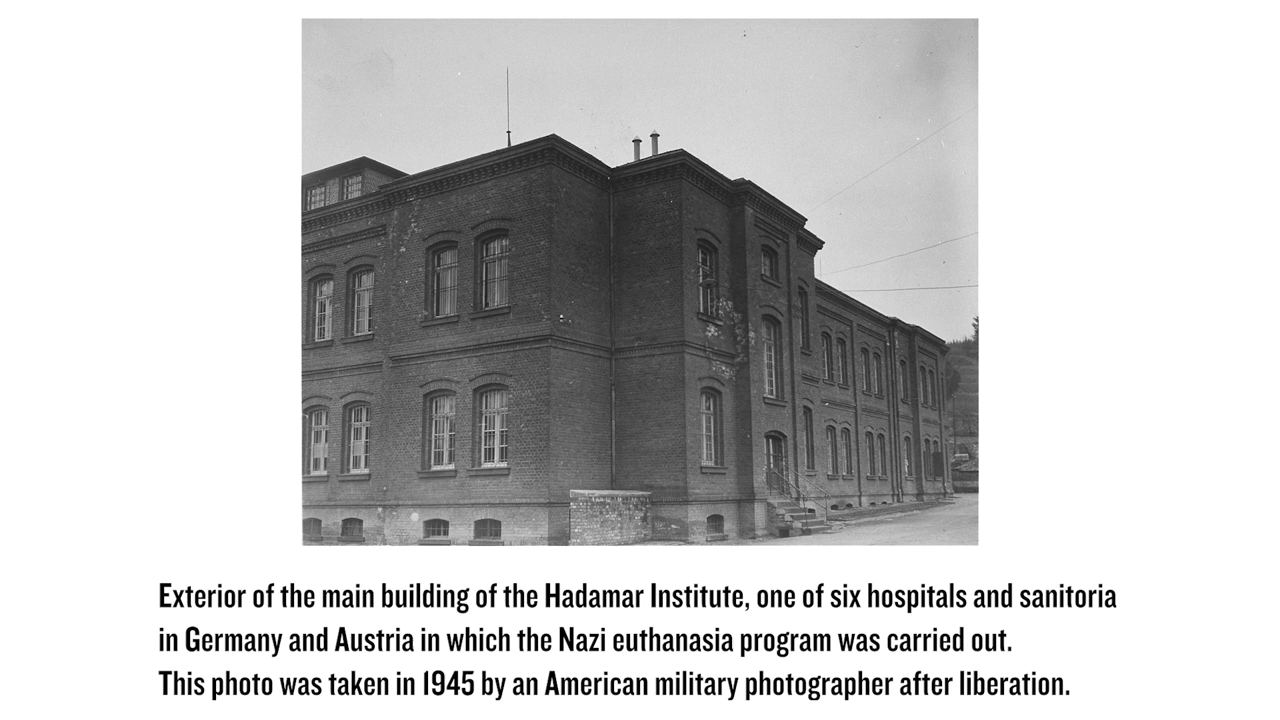 Exterior of the main building of the Hadamar Institute, one of six hospitals and sanitoria
in Germany and Austria in which the Nazi euthanasia program was carried out.
This photo was taken in 1945 by an American military photographer after liberation.